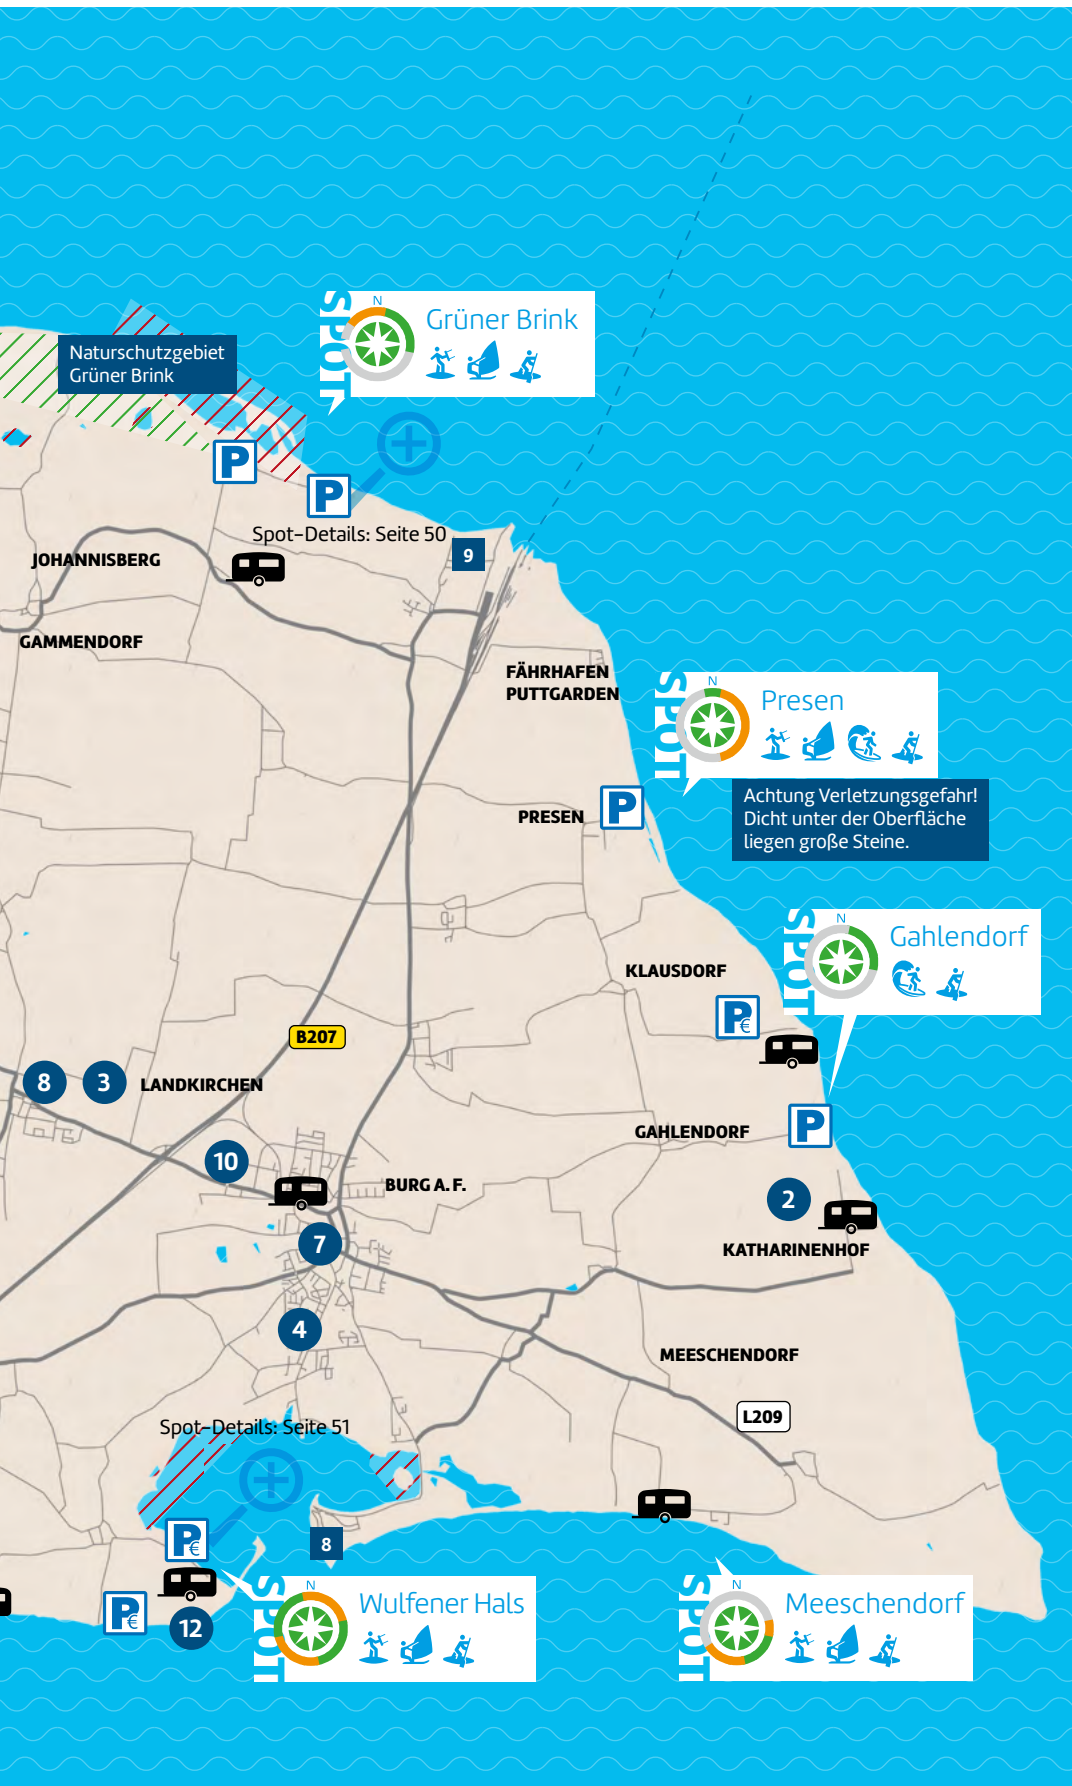 SPOT
N
Grüner Brink
Naturschutzgebiet
Grüner Brink
P
P
Spot-Details: Seite 50
9
JOHANNISBERG
GAMMENDORF
FÄHRHAFEN
PUTTGARDEN
SPOT
N
Presen
Achtung Verletzungsgefahr!
Dicht unter der Oberfläche
liegen große Steine.
PRESEN
P
SPOT
N
Gahlendorf
KLAUSDORF
P€
B207
8
3
LANDKIRCHEN
GAHLENDORF
P
10
BURG A. F.
2
KATHARINENHOF
7
4
MEESCHENDORF
L209
Spot-Details: Seite 51
P€
8
P€
12
SPOT
N
Wulfener Hals
SPOT
N
Meeschendorf